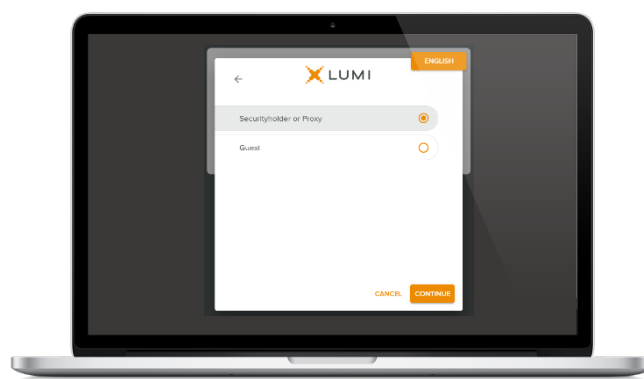 ENGLISH
LUMI
Securityholder or Proxy
Guest
CANCEL
CONTINUE